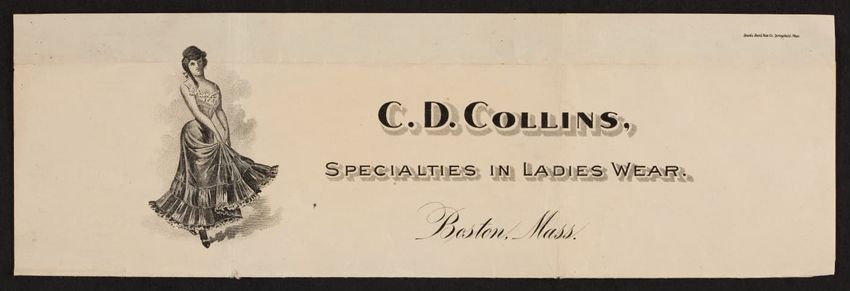 C. D. COLLINS,
SPECIALTIES IN LADIES WEAR.
Boston, Mass.